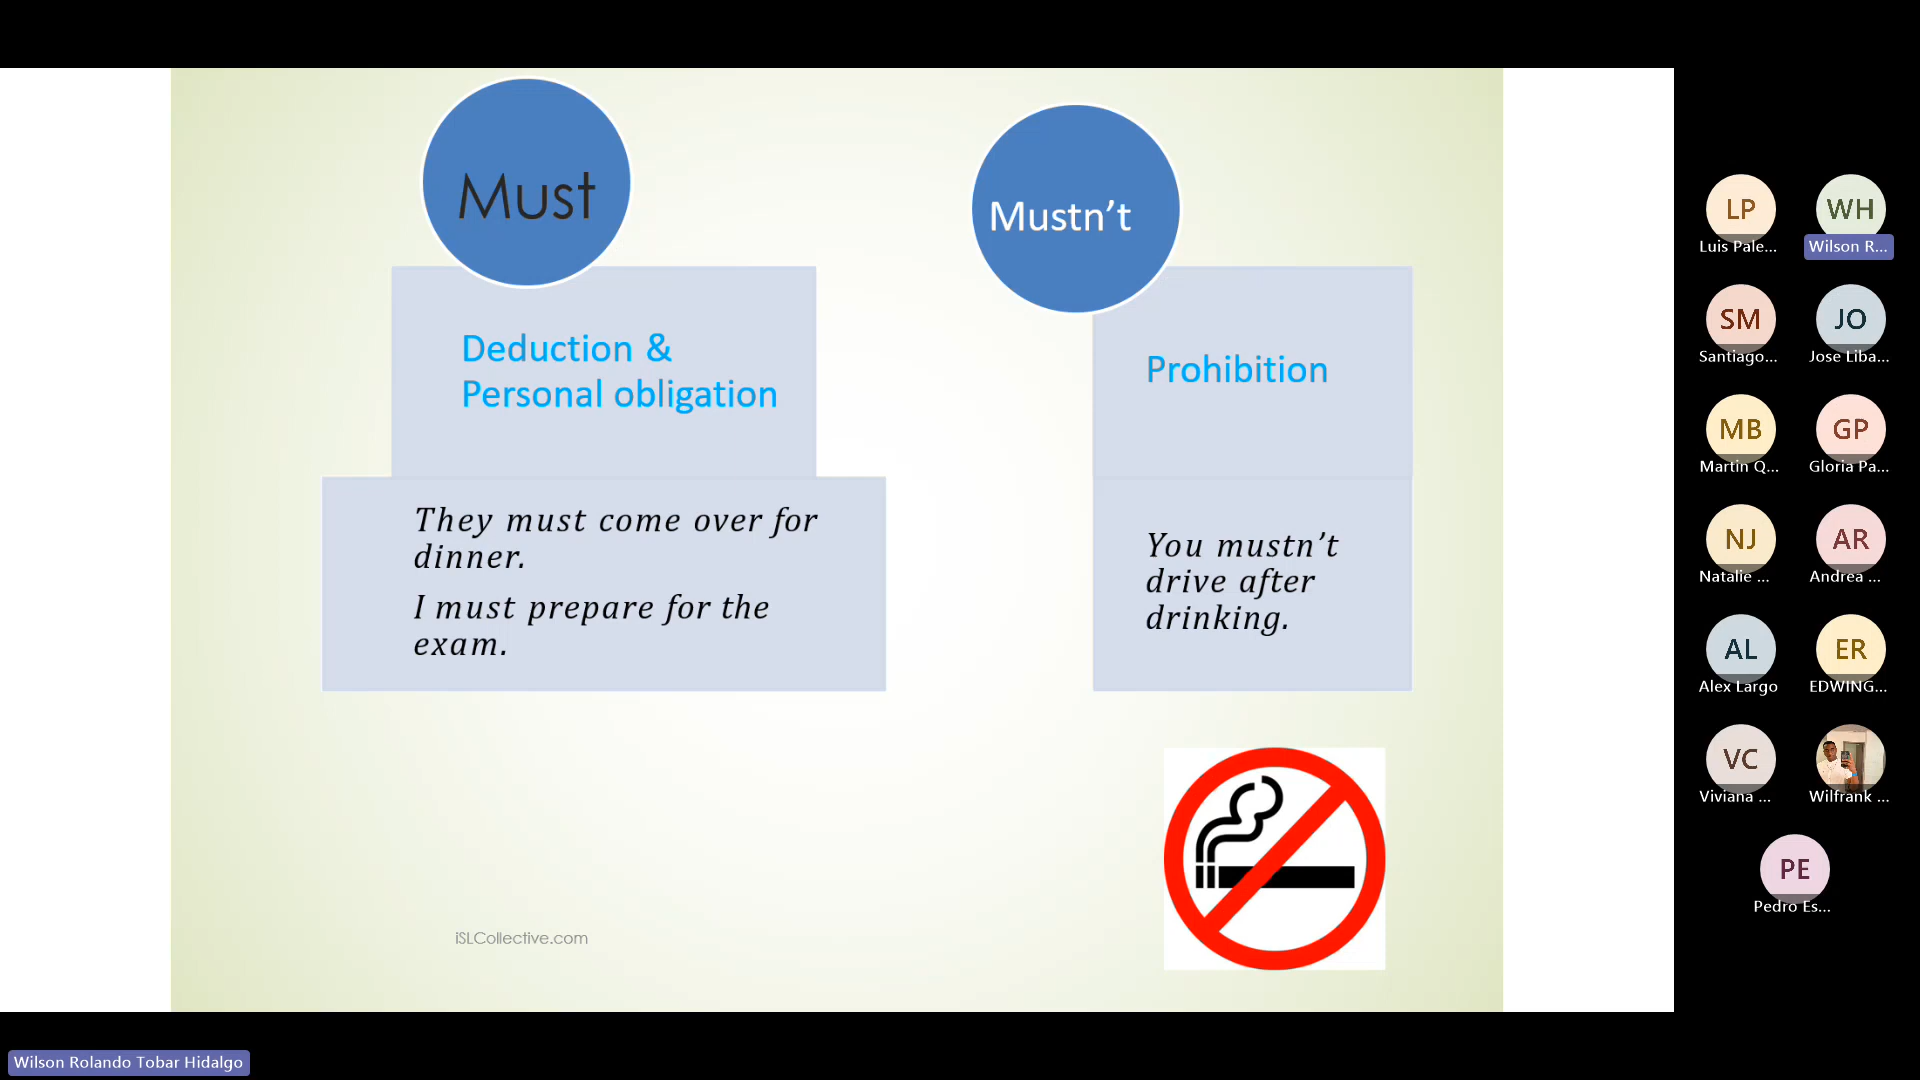 Must
Deduction &
Personal obligation
They must come over for
dinner.
I must prepare for the
exam.
Mustn’t
Prohibition
You mustn’t
drive after
drinking.
iSLCollective.com
LP
Luis Pale...
WH
Wilson R...
SM
Santiago...
JO
Jose Liba...
MB
Martin Q...
GP
Gloria Pa...
NJ
Natalie ...
AR
Andrea ...
AL
Alex Largo
ER
EDWING...
VC
Viviana ...
Wilfrank ...
PE
Pedro Es...
Wilson Rolando Tobar Hidalgo